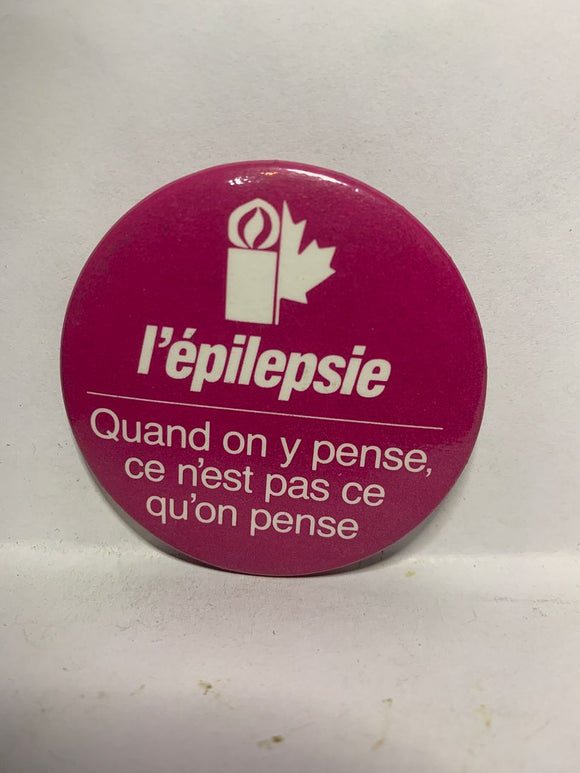 l'épilepsie
Quand on y pense,
ce n'est pas ce
qu'on pense